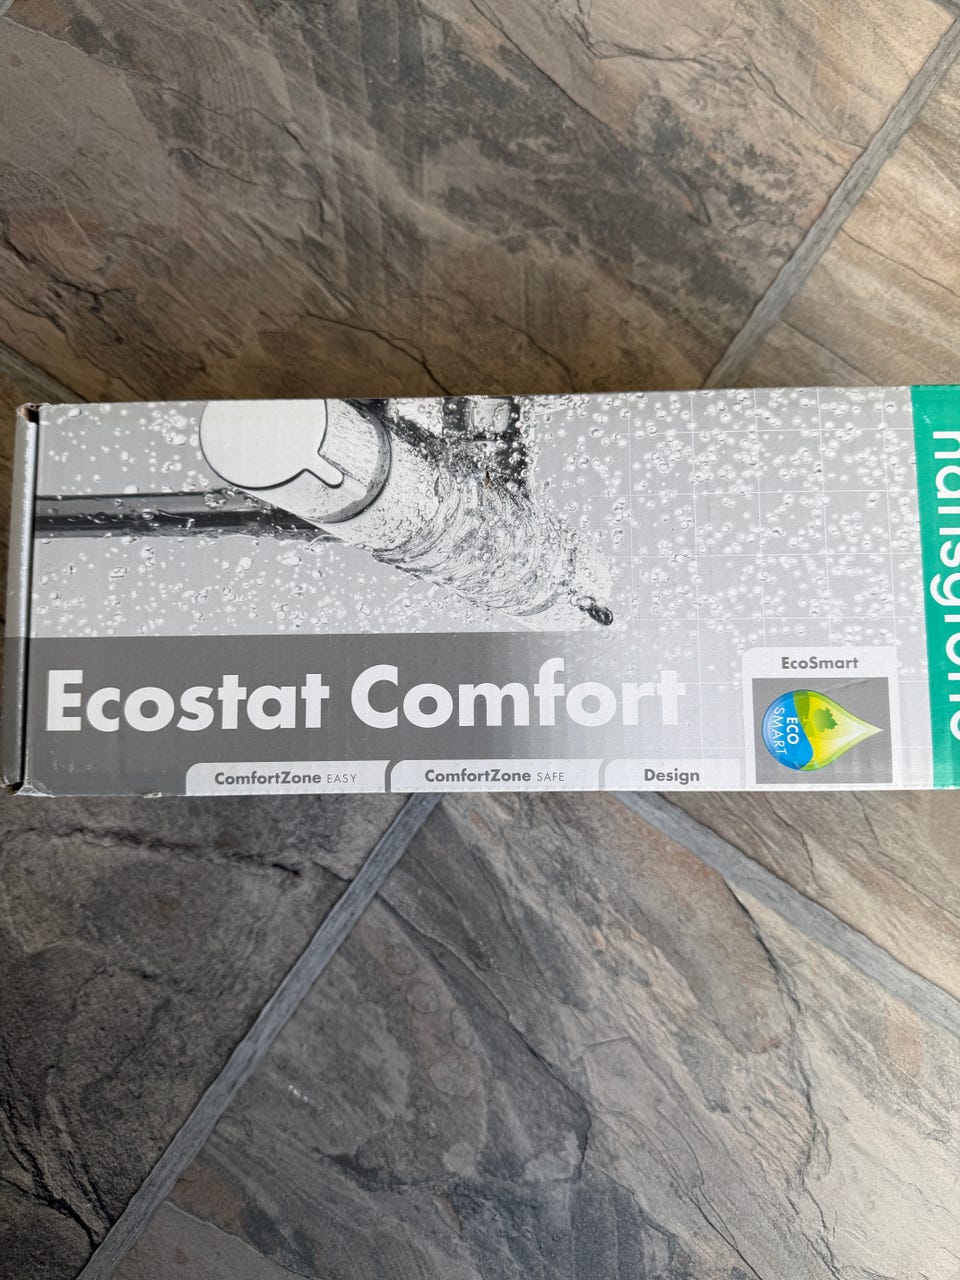 hansgrohe
Ecostat Comfort
EcoSmart
ECO
SMART
ComfortZone EASY
ComfortZone SAFE
Design